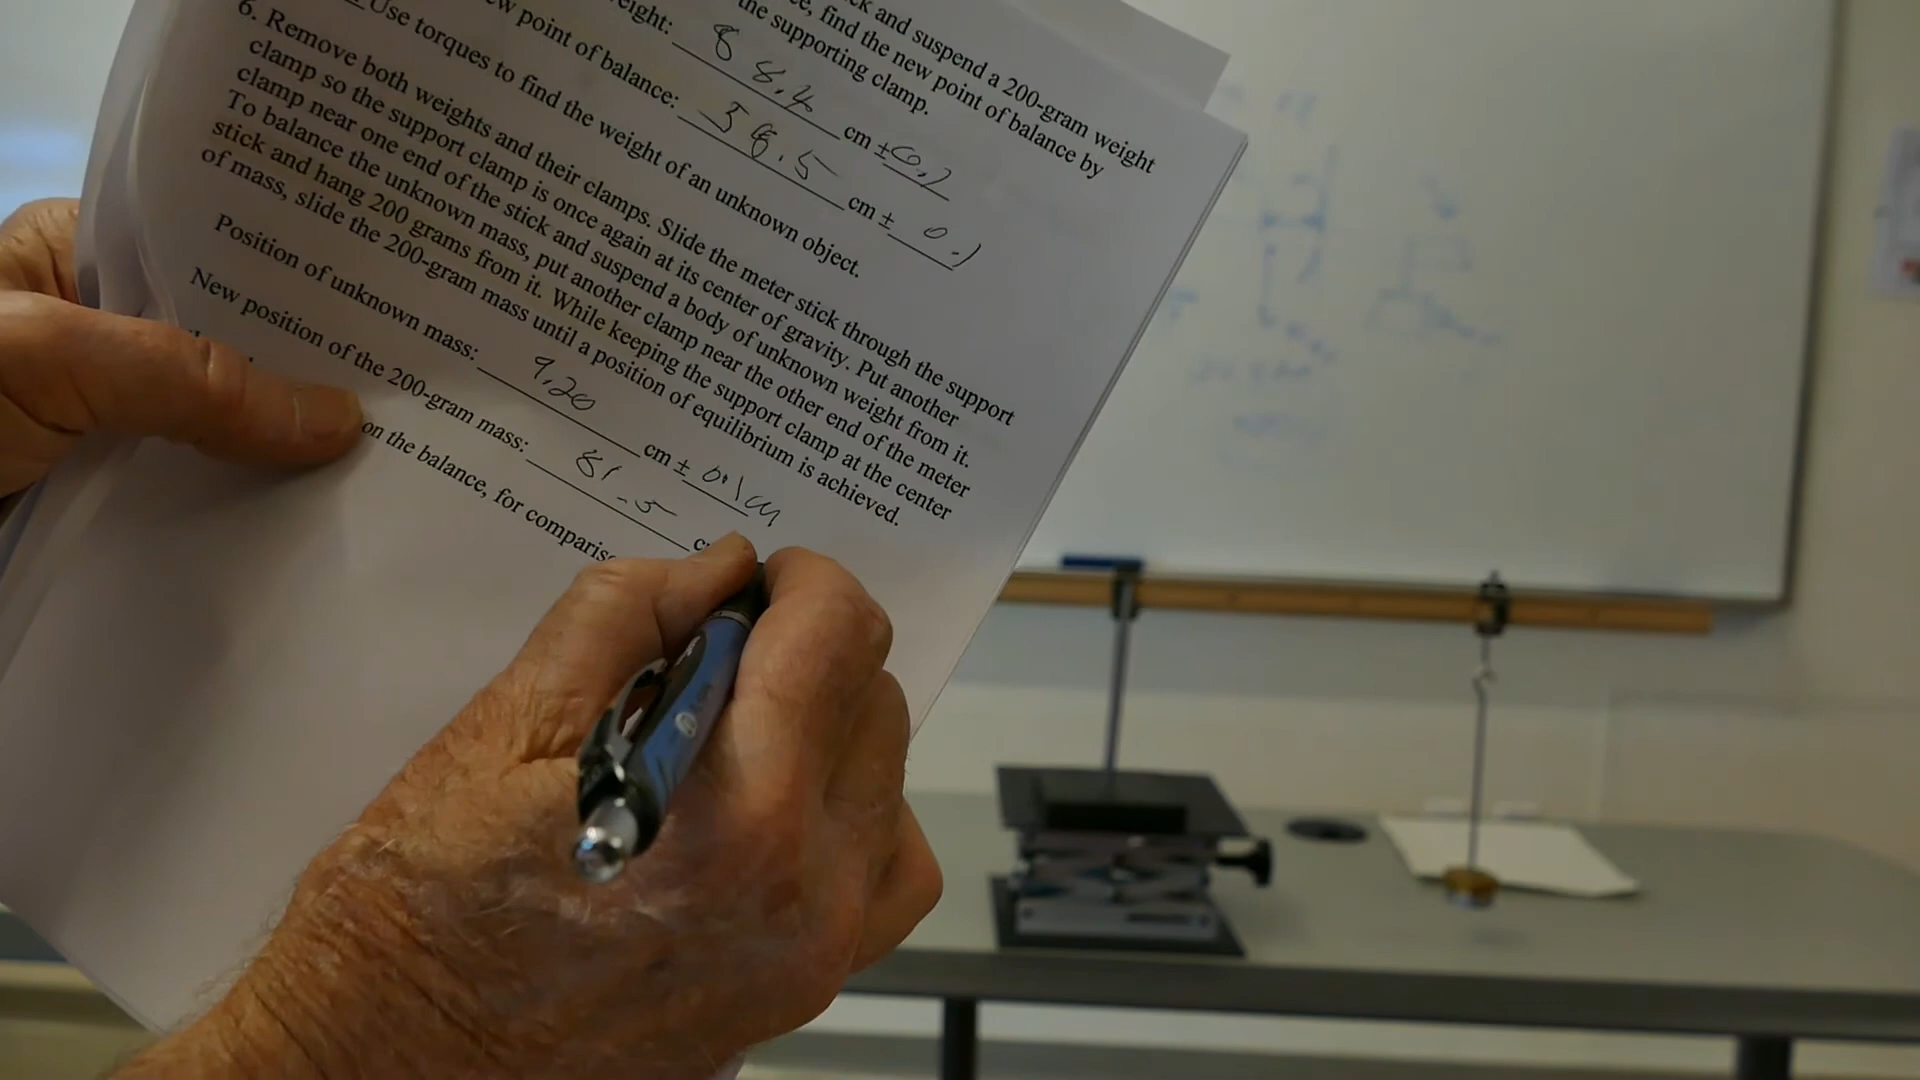 ck and suspend a 200-gram weight
ce, find the new point of balance by
the supporting clamp.
eight: 88.4 cm ±0.1
ew point of balance: 58.5 cm ± 0.1
Use torques to find the weight of an unknown object.
6. Remove both weights and their clamps. Slide the meter stick through the support
clamp so the support clamp is once again at its center of gravity. Put another
clamp near one end of the stick and suspend a body of unknown weight from it.
To balance the unknown mass, put another clamp near the other end of the meter
stick and hang 200 grams from it. While keeping the support clamp at the center
of mass, slide the 200-gram mass until a position of equilibrium is achieved.
Position of unknown mass: 9.20 cm ± 0.1 cm
New position of the 200-gram mass: 81.5 c
on the balance, for comparis